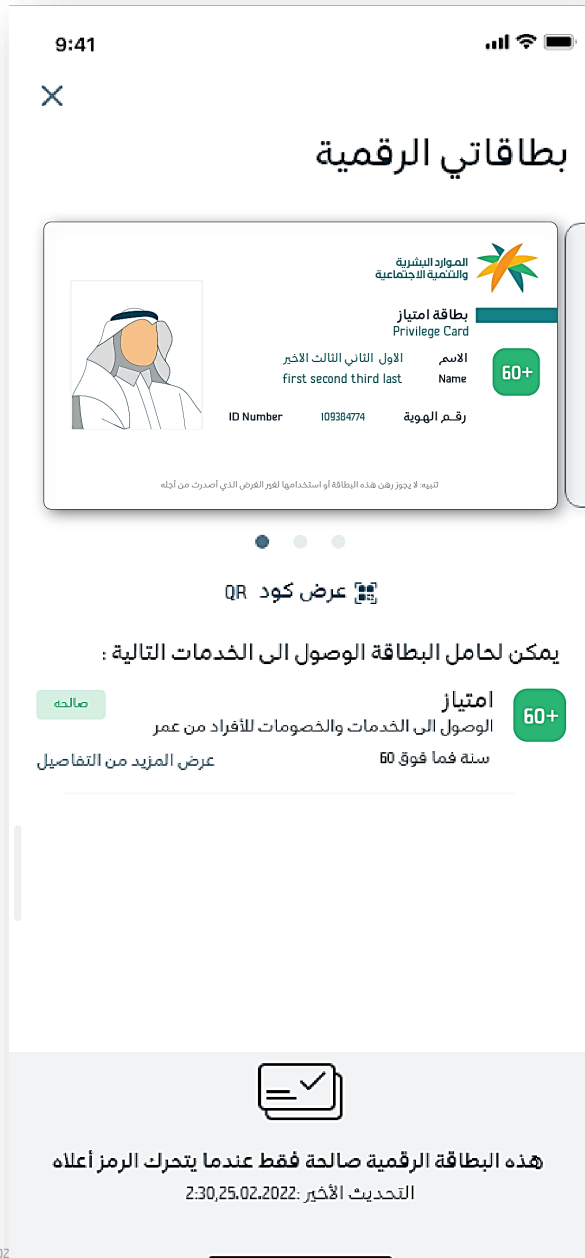 9:41
بطاقاتي الرقمية
الموارد البشرية
والتنمية الاجتماعية
بطاقة امتياز
Privilege Card
الاسم الاول الثاني الثالث الاخير
Name first second third last
60+
رقم الهوية 109384774 ID Number
تنبيه: لا يجوز رهن هذه البطاقة أو استخدامها لغير الغرض الذي أصدرت من أجله
عرض كود QR
يمكن لحامل البطاقة الوصول الى الخدمات التالية :
60+
امتياز
صالحه
الوصول الى الخدمات والخصومات للأفراد من عمر
60 سنة فما فوق
عرض المزيد من التفاصيل
هذه البطاقة الرقمية صالحة فقط عندما يتحرك الرمز أعلاه
التحديث الأخير :2:30,25.02.2022